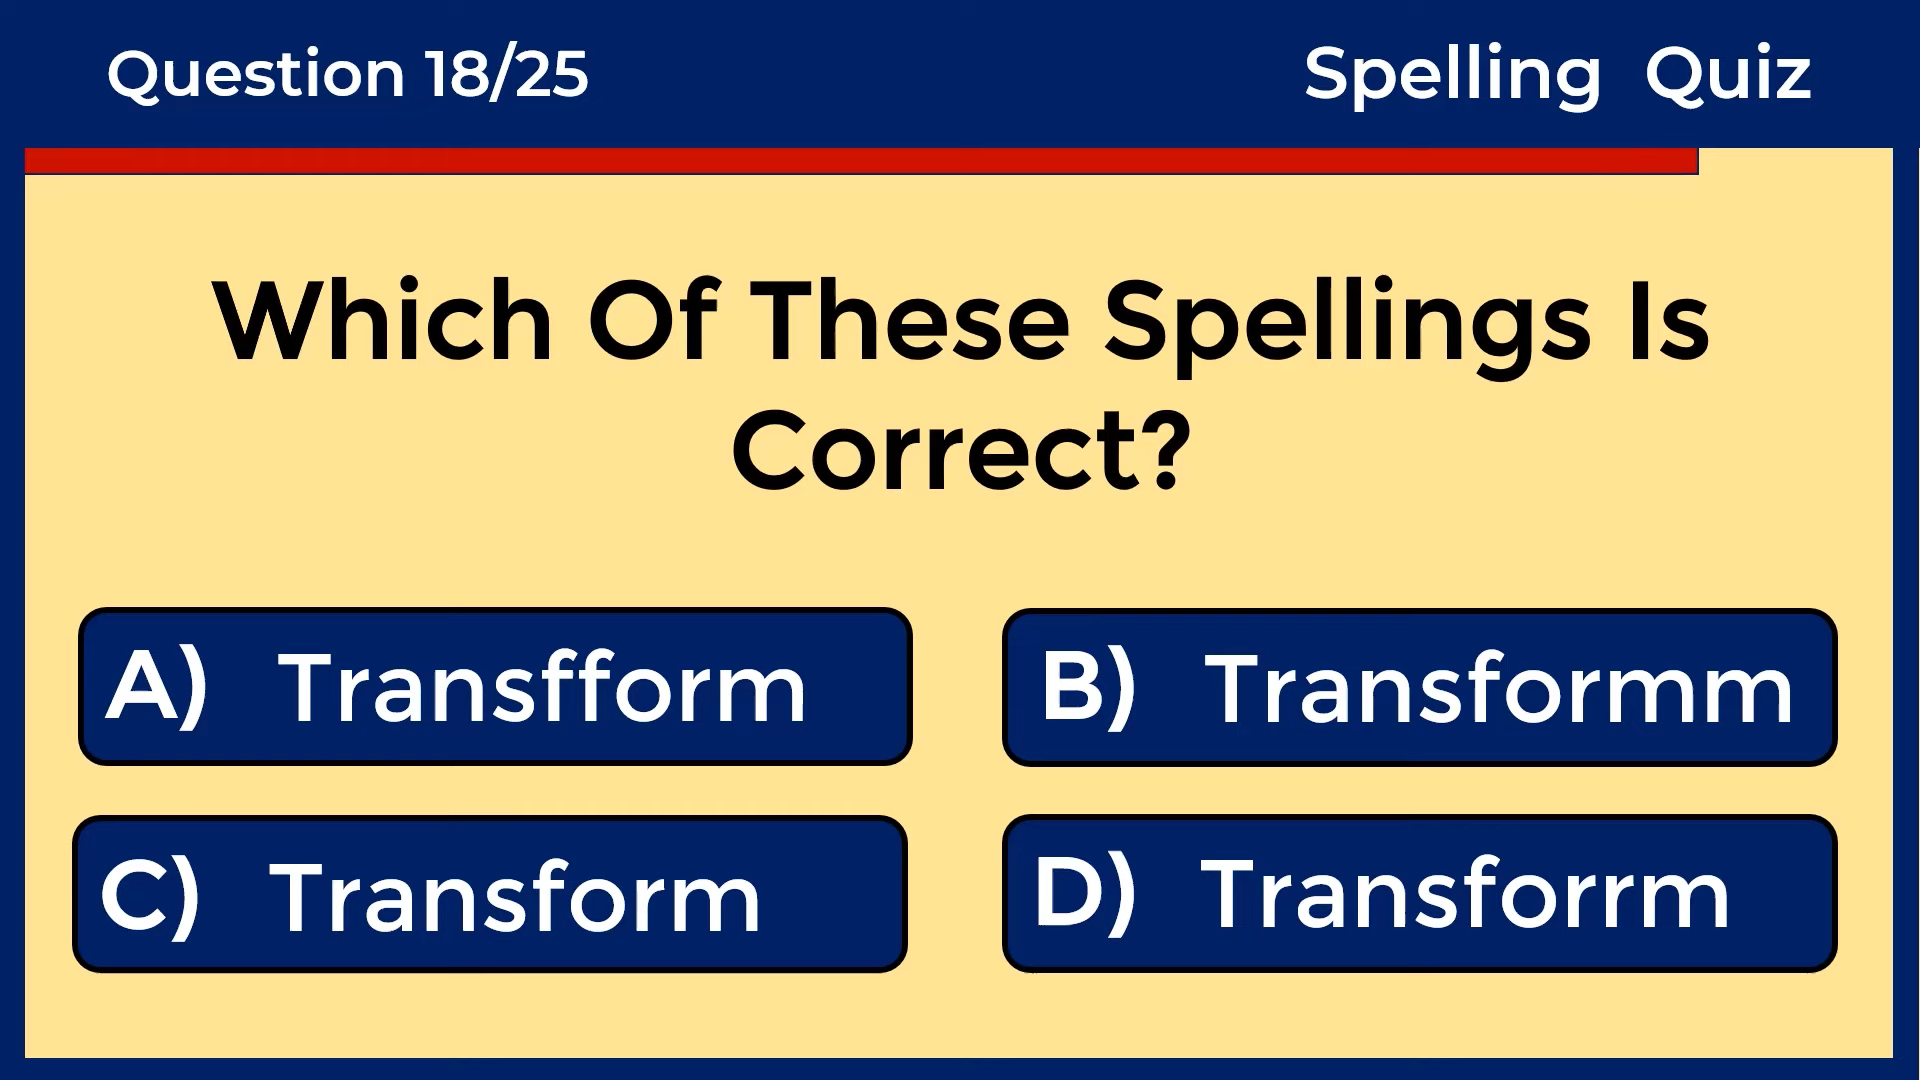 Question 18/25
Spelling Quiz
Which Of These Spellings Is
Correct?
A) Transfform
B) Transformm
C) Transform
D) Transforrm